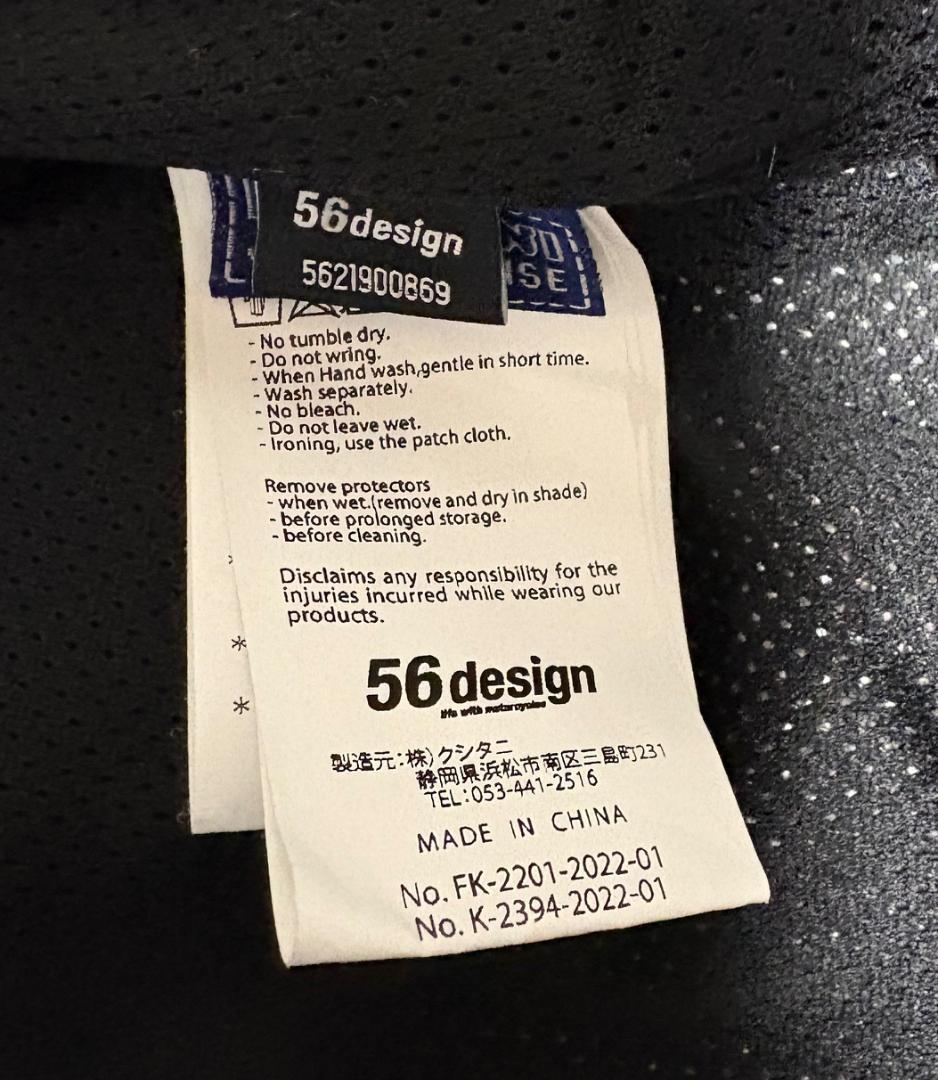 56design
5621900869
- No tumble dry.
- Do not wring.
- When Hand wash,gentle in short time.
- Wash separately.
- No bleach.
- Do not leave wet.
- Ironing, use the patch cloth.
Remove protectors
- when wet.(remove and dry in shade)
- before prolonged storage.
- before cleaning.
Disclaims any responsibility for the
injuries incurred while wearing our
products.
*
*
56design
life with motorcycles
製造元:株)クシタニ
静岡県浜松市南区三島町231
TEL:053-441-2516
MADE IN CHINA
No. FK-2201-2022-01
No. K-2394-2022-01